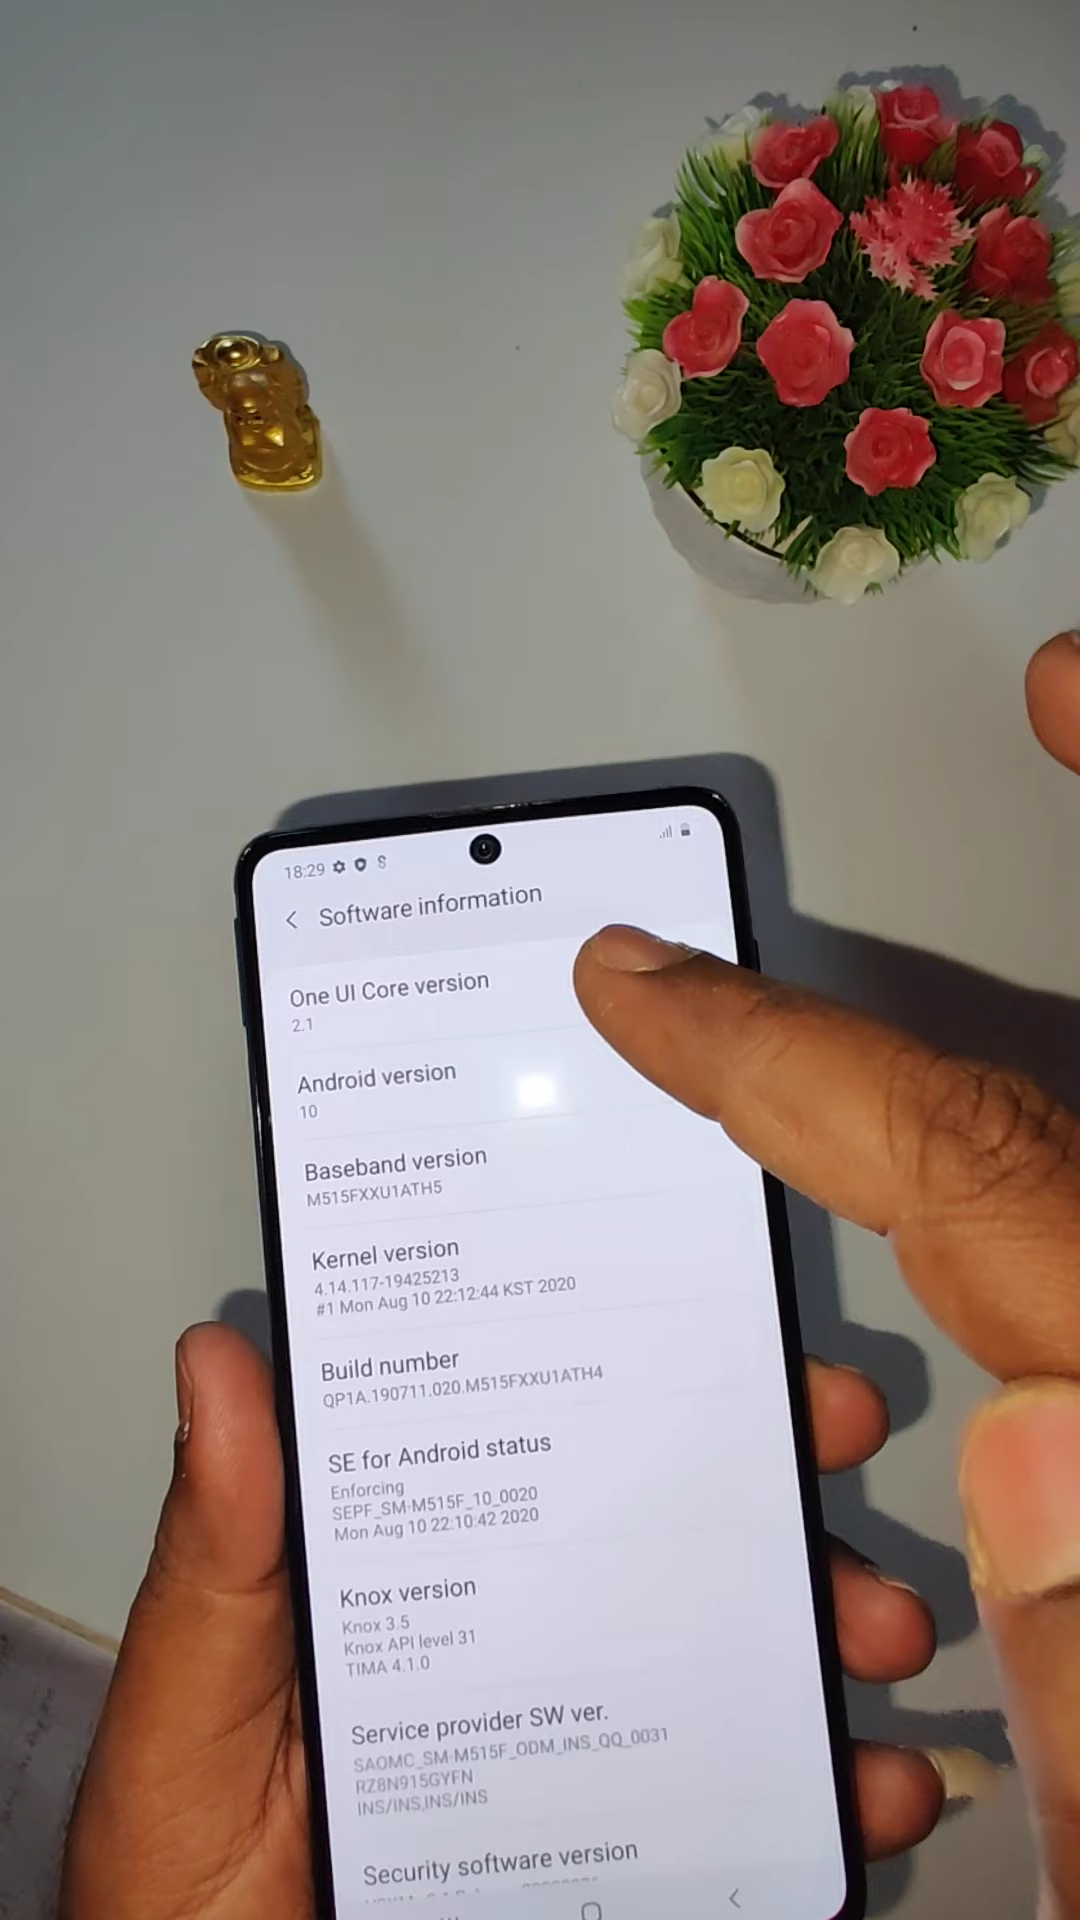 18:29
Software information
One UI Core version
2.1
Android version
10
Baseband version
M515FXXU1ATH5
Kernel version
4.14.117-19425213
#1 Mon Aug 10 22:12:44 KST 2020
Build number
QP1A.190711.020.M515FXXU1ATH4
SE for Android status
Enforcing
SEPF_SM-M515F_10_0020
Mon Aug 10 22:10:42 2020
Knox version
Knox 3.5
Knox API level 31
TIMA 4.1.0
Service provider SW ver.
SAOMC_SM-M515F_ODM_INS_QQ_0031
RZ8N915GYFN
INS/INS,INS/INS
Security software version